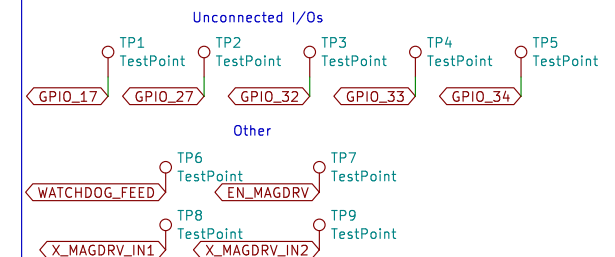 Unconnected I/Os
TP1
TestPoint
TP2
TestPoint
TP3
TestPoint
TP4
TestPoint
TP5
TestPoint
GPIO_17
GPIO_27
GPIO_32
GPIO_33
GPIO_34
Other
TP6
TestPoint
TP7
TestPoint
WATCHDOG_FEED
EN_MAGDRV
TP8
TestPoint
TP9
TestPoint
X_MAGDRV_IN1
X_MAGDRV_IN2